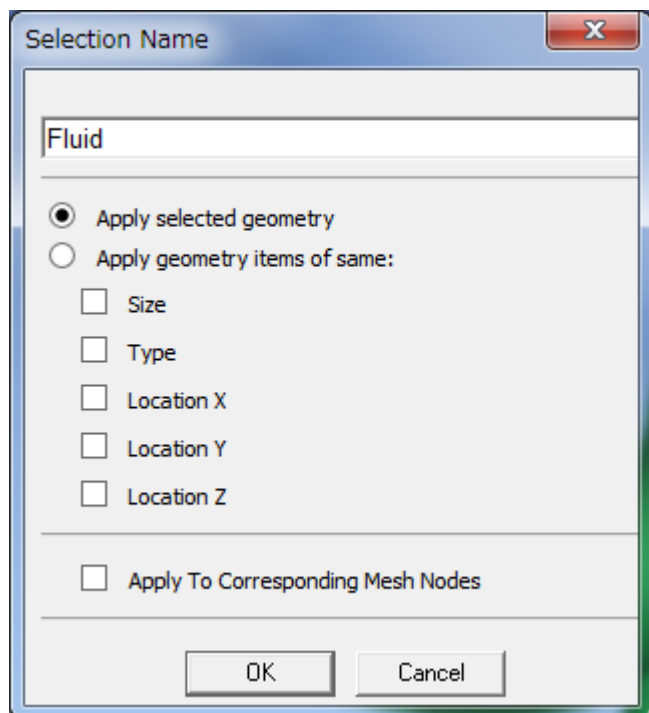 Selection Name
Fluid
Apply selected geometry
Apply geometry items of same:
Size
Type
Location X
Location Y
Location Z
Apply To Corresponding Mesh Nodes
OK
Cancel